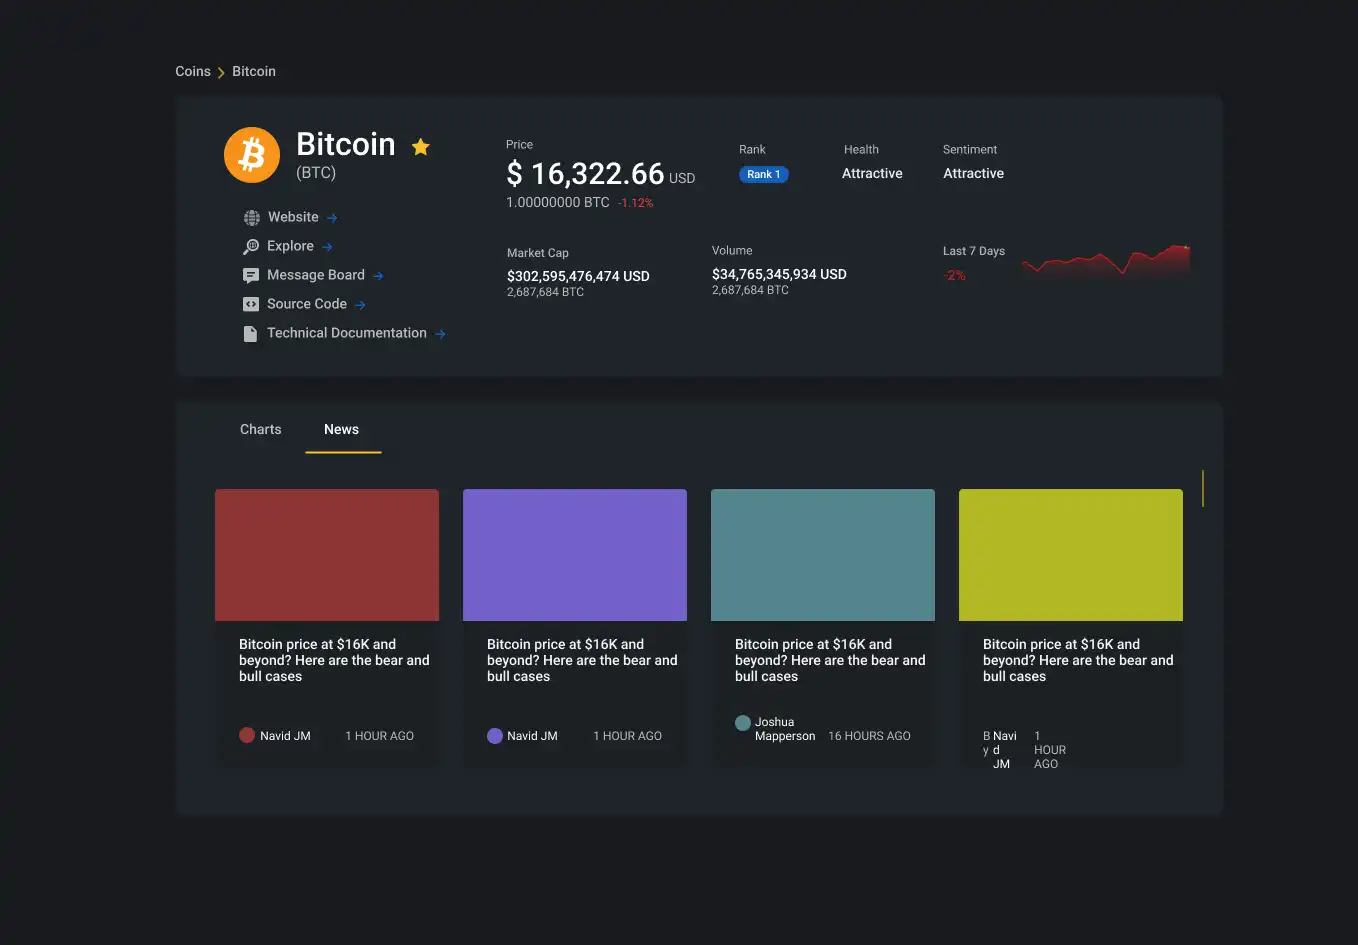 Coins
Bitcoin
Bitcoin
(BTC)
Website
Explore
Message Board
Source Code
Technical Documentation
Price
$ 16,322.66 USD
1.00000000 BTC -1.12%
Rank
Rank 1
Health
Attractive
Sentiment
Attractive
Market Cap
$302,595,476,474 USD
2,687,684 BTC
Volume
$34,765,345,934 USD
2,687,684 BTC
Last 7 Days
-2%
Charts
News
Bitcoin price at $16K and
beyond? Here are the bear and
bull cases
Navid JM
1 HOUR AGO
Bitcoin price at $16K and
beyond? Here are the bear and
bull cases
Navid JM
1 HOUR AGO
Bitcoin price at $16K and
beyond? Here are the bear and
bull cases
Joshua
Mapperson
16 HOURS AGO
Bitcoin price at $16K and
beyond? Here are the bear and
bull cases
B
y
Navi
d
JM
1
HOUR
AGO